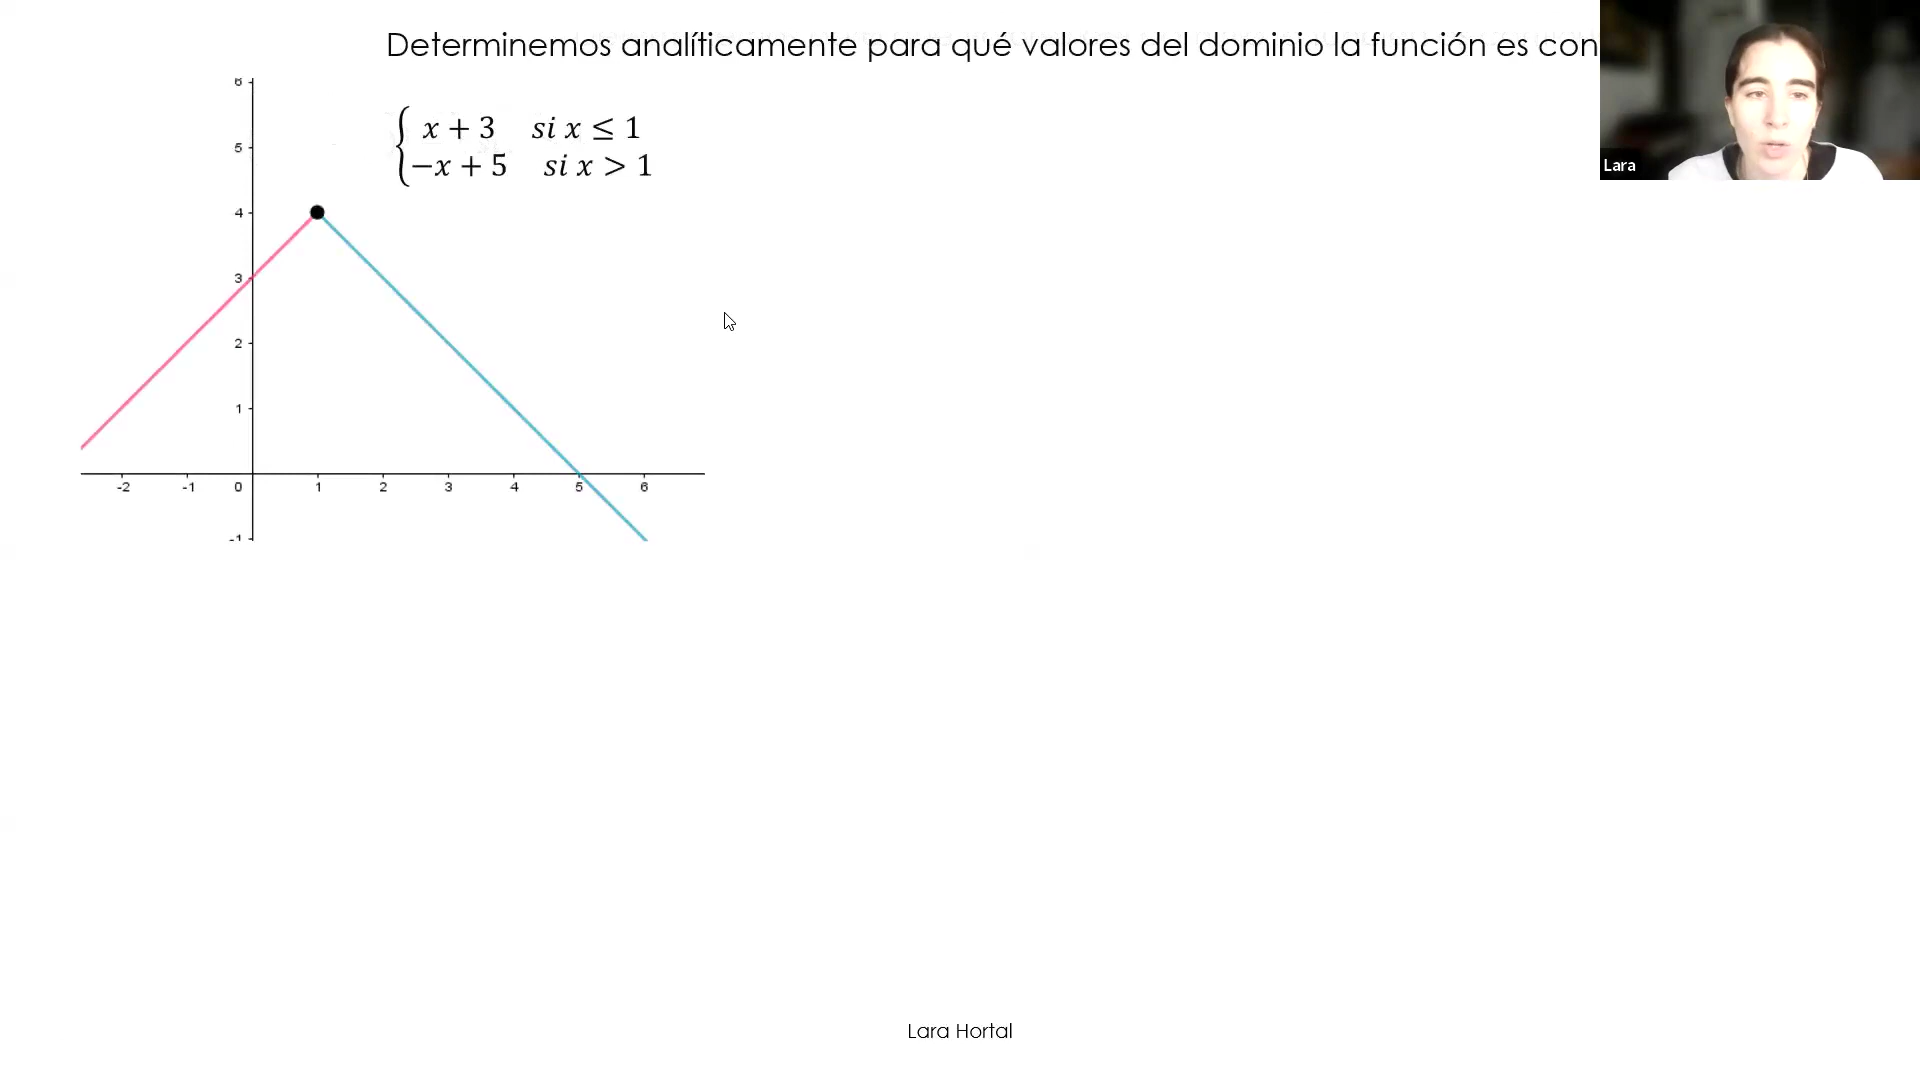 Determinemos analíticamente para qué valores del dominio la función es con
Lara
x + 3 si x ≤ 1
−x + 5 si x > 1
6
5
4
3
2
1
-2 -1 0 1 2 3 4 5 6
-1
Lara Hortal